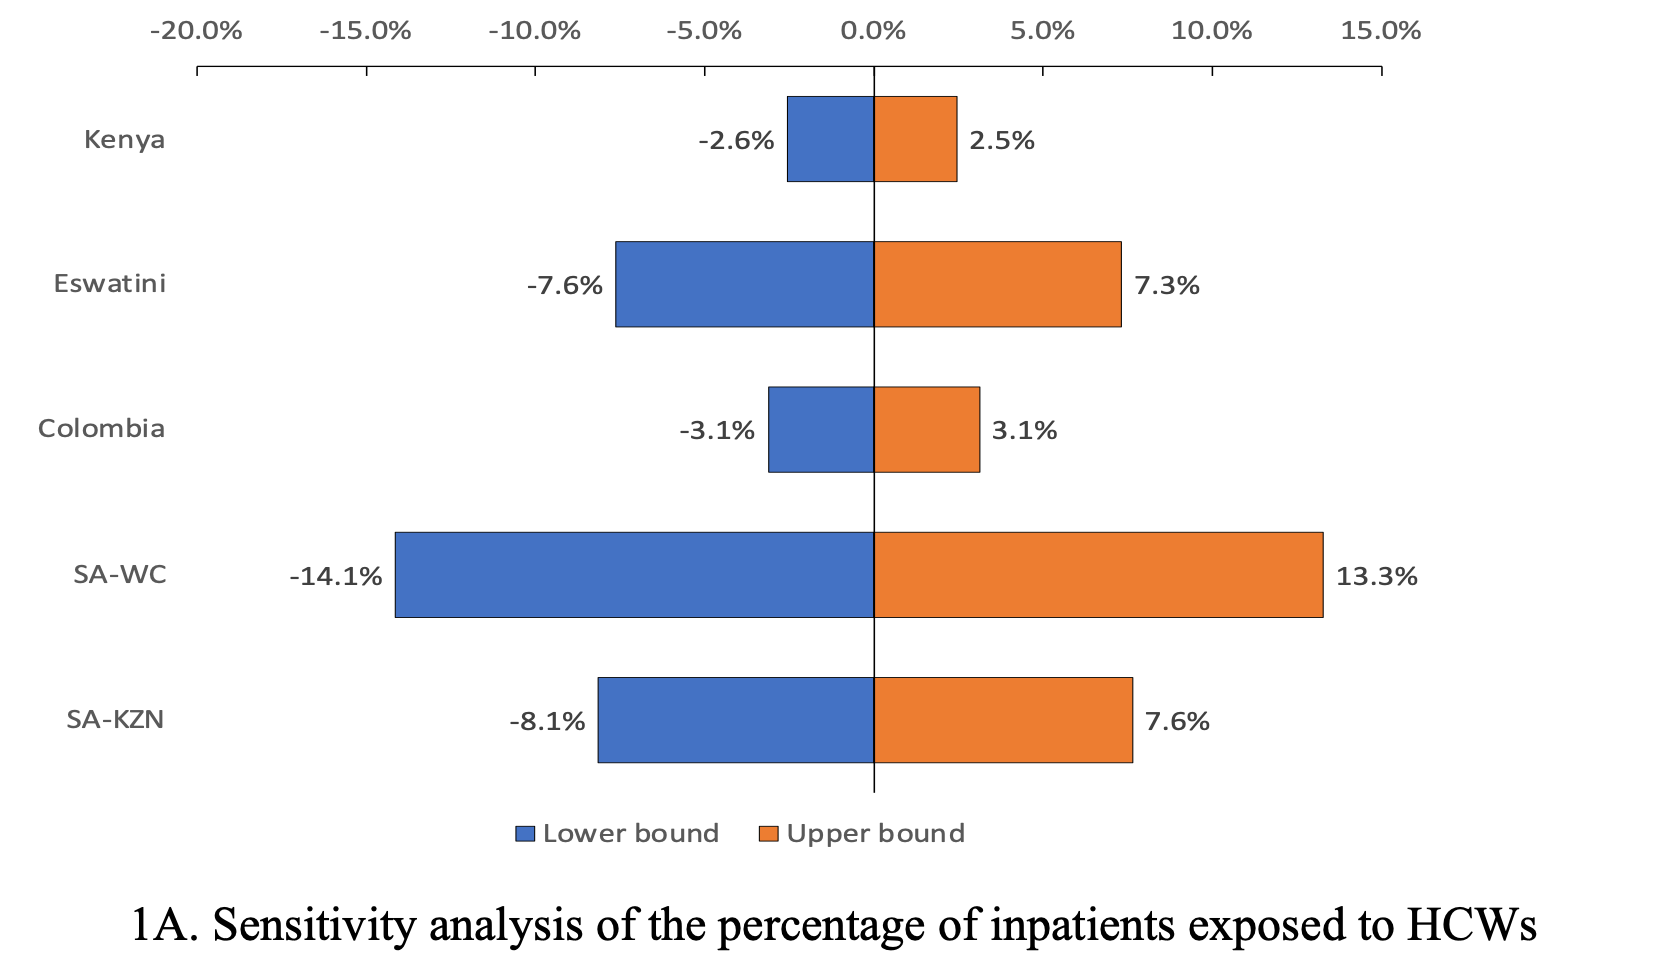 -20.0% -15.0% -10.0% -5.0% 0.0% 5.0% 10.0% 15.0%
Kenya -2.6% 2.5%
Eswatini -7.6% 7.3%
Colombia -3.1% 3.1%
SA-WC -14.1% 13.3%
SA-KZN -8.1% 7.6%
Lower bound Upper bound
1A. Sensitivity analysis of the percentage of inpatients exposed to HCWs